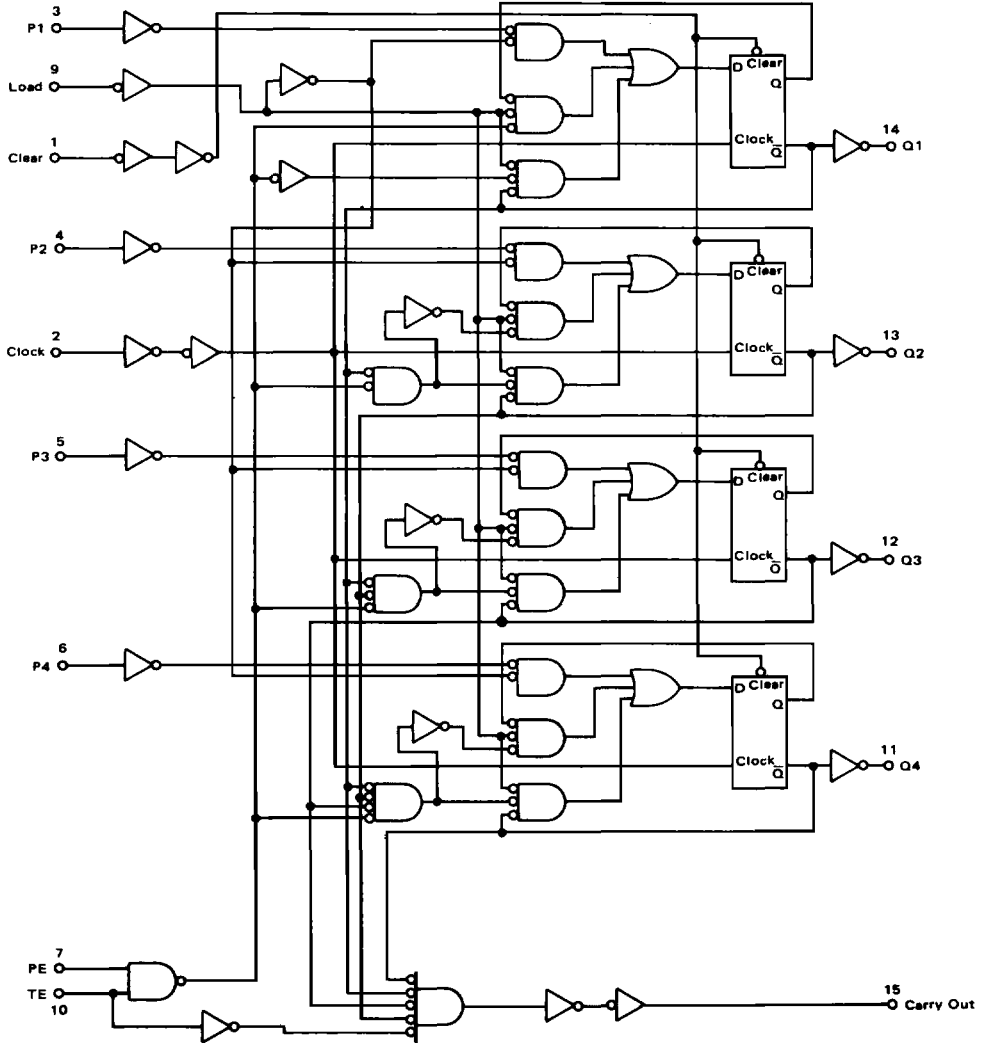 3
P1
9
Load
1
Clear
D Clear
Q
Clock
Q
14
Q1
4
P2
D Clear
Q
2
Clock
Clock
Q
13
Q2
5
P3
D Clear
Q
Clock
Q
12
Q3
6
P4
D Clear
Q
Clock
Q
11
Q4
7
PE
TE
10
15
Carry Out